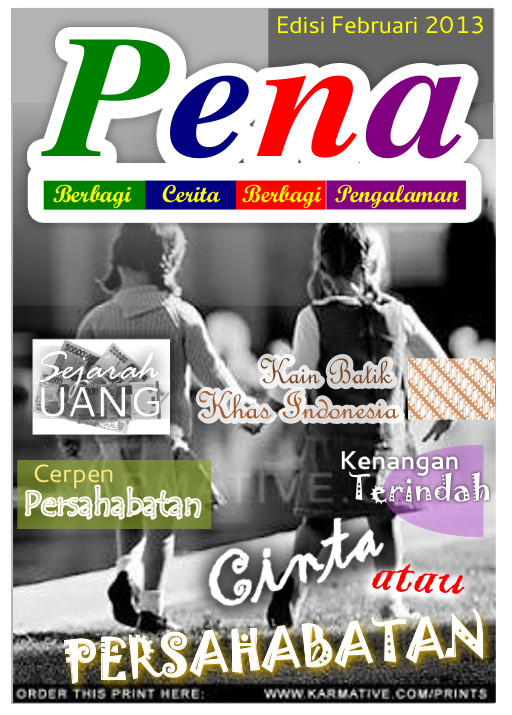 Edisi Februari 2013
Pena
Berbagi Cerita Berbagi Pengalaman
Sejarah
UANG
Kain Batik
Khas Indonesia
Cerpen
Persahabatan
Kenangan
Terindah
Cinta
atau
PERSAHABATAN
ORDER THIS PRINT HERE: WWW.KARMATIVE.COM/PRINTS